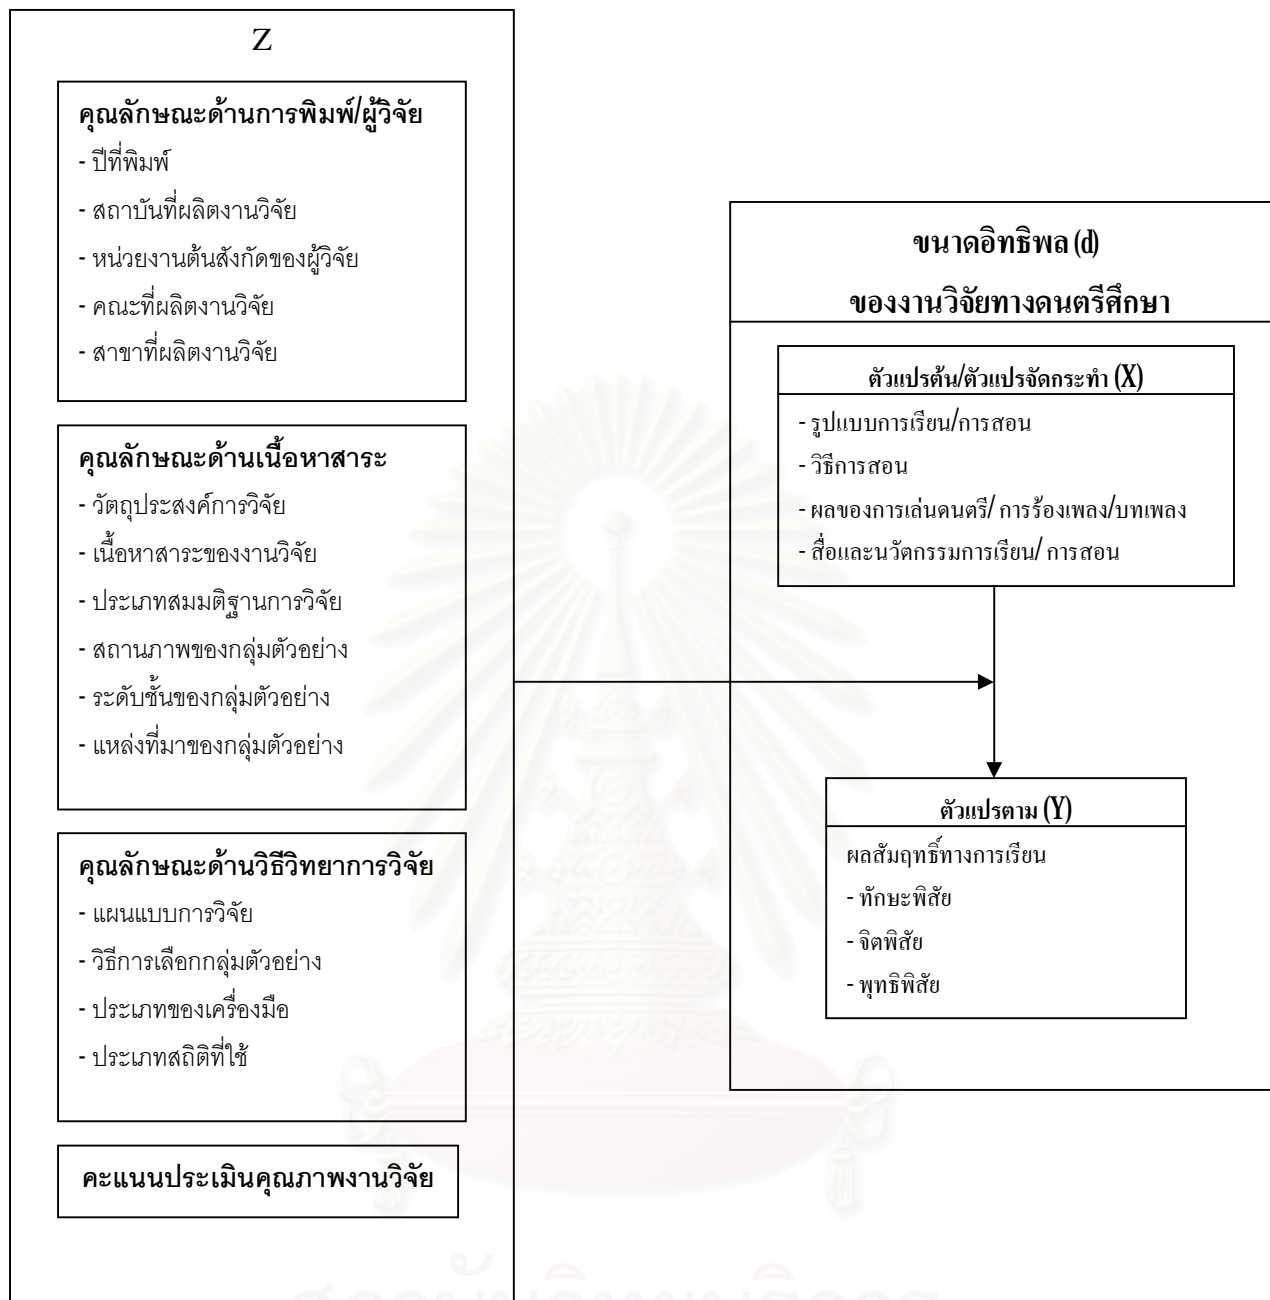 Z
คุณลักษณะด้านการพิมพ์/ผู้วิจัย
- ปีที่พิมพ์
- สถาบันที่ผลิตงานวิจัย
- หน่วยงานต้นสังกัดของผู้วิจัย
- คณะที่ผลิตงานวิจัย
- สาขาที่ผลิตงานวิจัย
คุณลักษณะด้านเนื้อหาสาระ
- วัตถุประสงค์การวิจัย
- เนื้อหาสาระของงานวิจัย
- ประเภทสมมติฐานการวิจัย
- สถานภาพของกลุ่มตัวอย่าง
- ระดับชั้นของกลุ่มตัวอย่าง
- แหล่งที่มาของกลุ่มตัวอย่าง
คุณลักษณะด้านวิธีวิทยาการวิจัย
- แผนแบบการวิจัย
- วิธีการเลือกกลุ่มตัวอย่าง
- ประเภทของเครื่องมือ
- ประเภทสถิติที่ใช้
คะแนนประเมินคุณภาพงานวิจัย
ขนาดอิทธิพล (d)
ของงานวิจัยทางดนตรีศึกษา
ตัวแปรต้น/ตัวแปรจัดกระทำ (X)
- รูปแบบการเรียน/การสอน
- วิธีการสอน
- ผลของการเล่นดนตรี/ การร้องเพลง/บทเพลง
- สื่อและนวัตกรรมการเรียน/ การสอน
ตัวแปรตาม (Y)
ผลสัมฤทธิ์ทางการเรียน
- ทักษะพิสัย
- จิตพิสัย
- พุทธิพิสัย